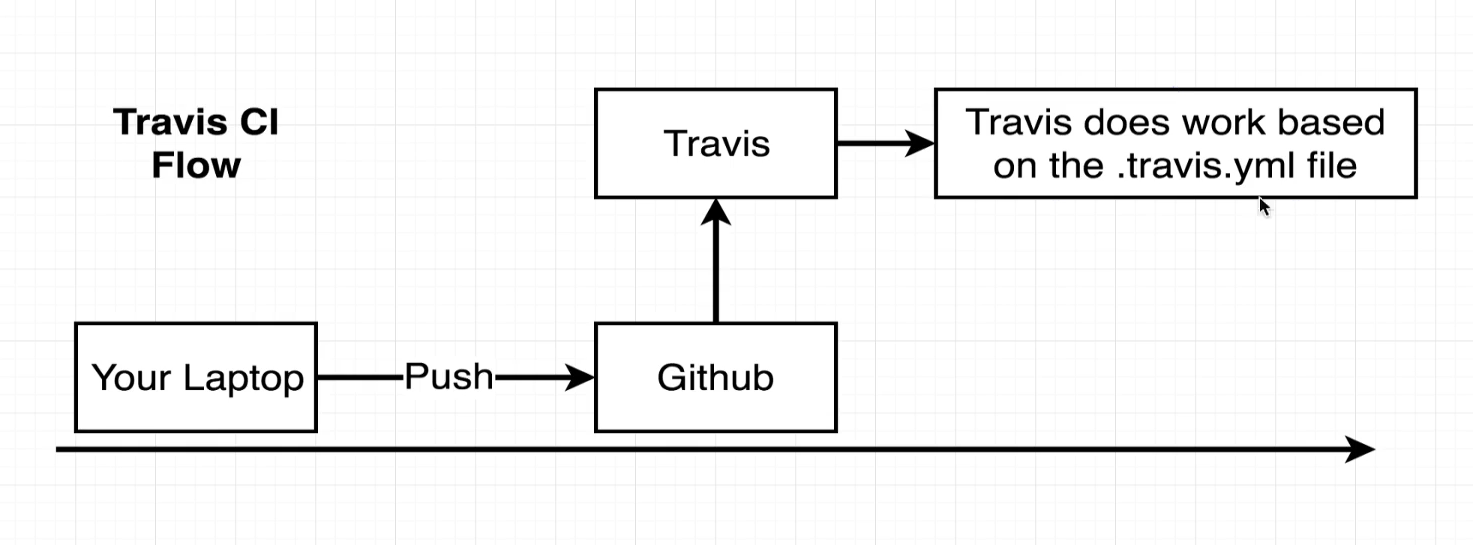 Travis CI
Flow
Travis
Travis does work based
on the .travis.yml file
Your Laptop
Push
Github